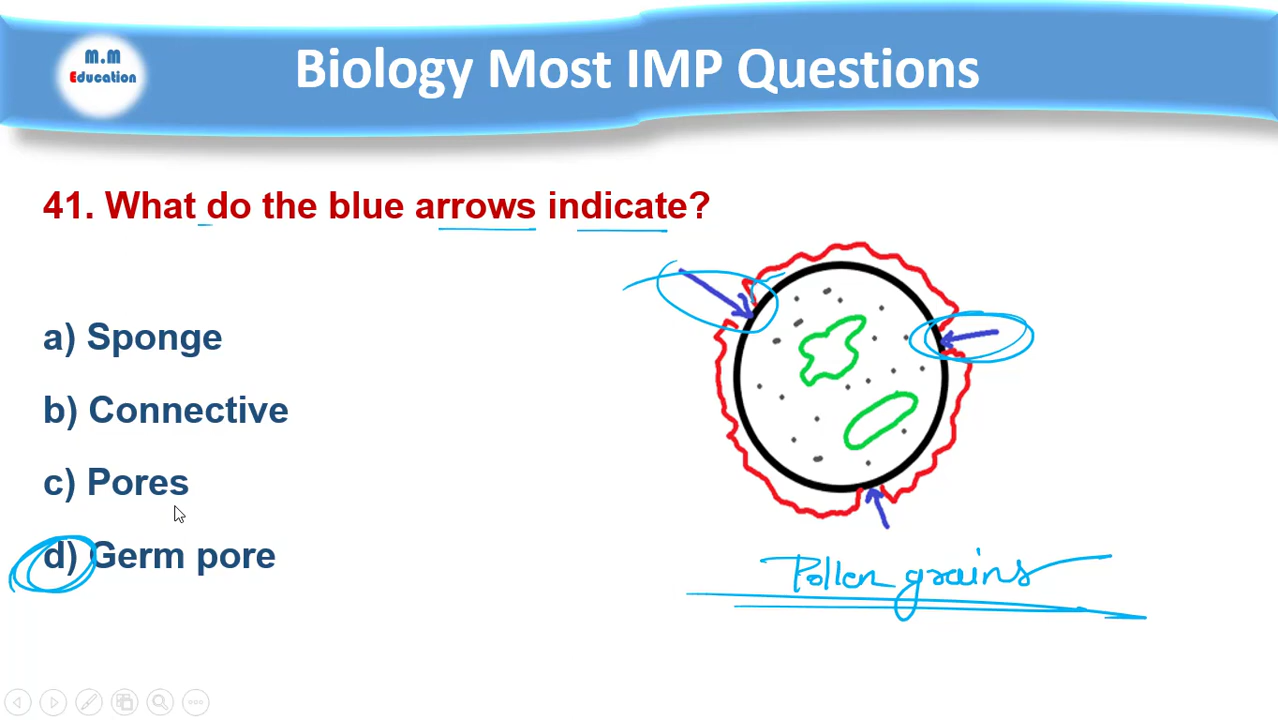 M.M
Education
Biology Most IMP Questions
41. What do the blue arrows indicate?
a) Sponge
b) Connective
c) Pores
d) Germ pore
Pollen grains